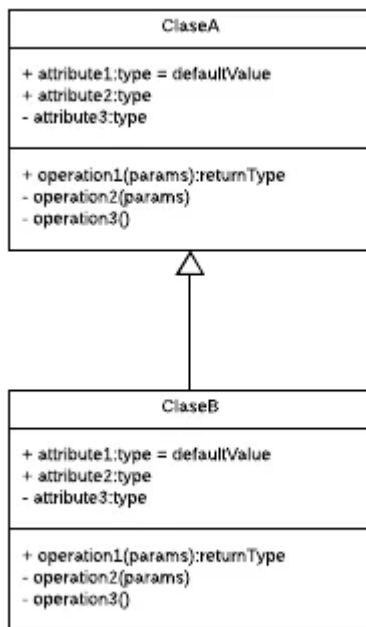 ClaseA
+ attribute1:type = defaultValue
+ attribute2:type
- attribute3:type
+ operation1(params):returnType
- operation2(params)
- operation3()
ClaseB
+ attribute1:type = defaultValue
+ attribute2:type
- attribute3:type
+ operation1(params):returnType
- operation2(params)
- operation3()